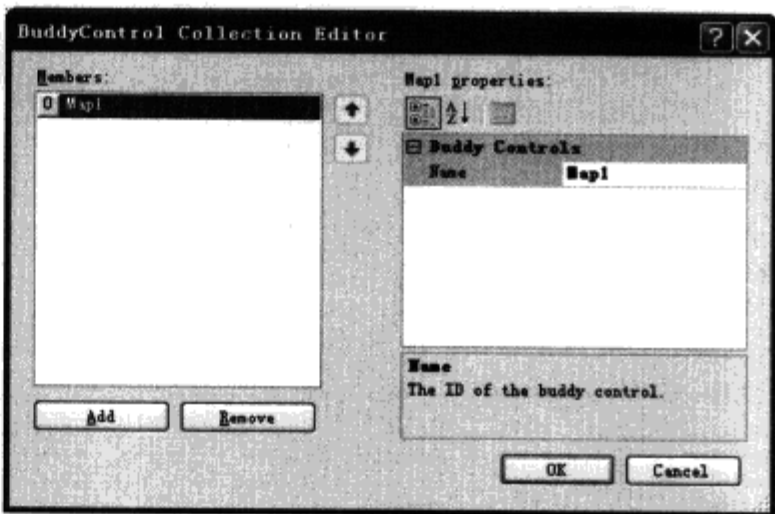 BuddyControl Collection Editor
Members:
0 Map1
Add
Remove
Map1 properties:
Buddy Controls
Name Map1
Name
The ID of the buddy control.
OK
Cancel